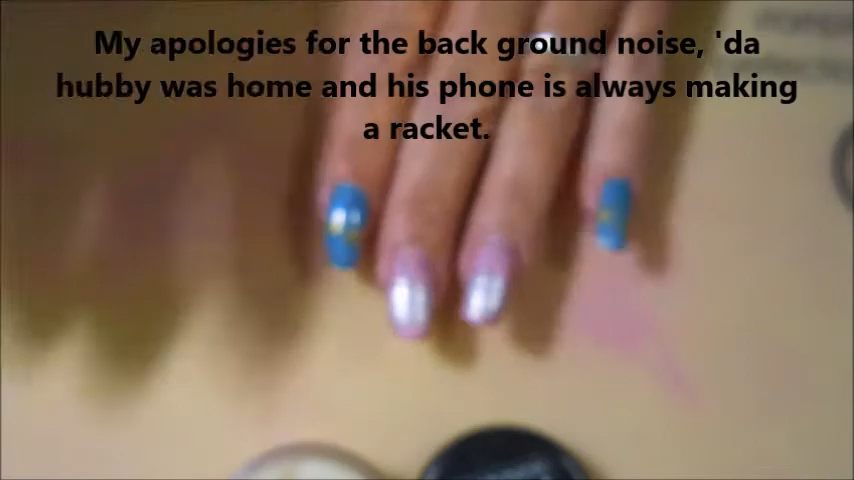 My apologies for the back ground noise, 'da
hubby was home and his phone is always making
a racket.